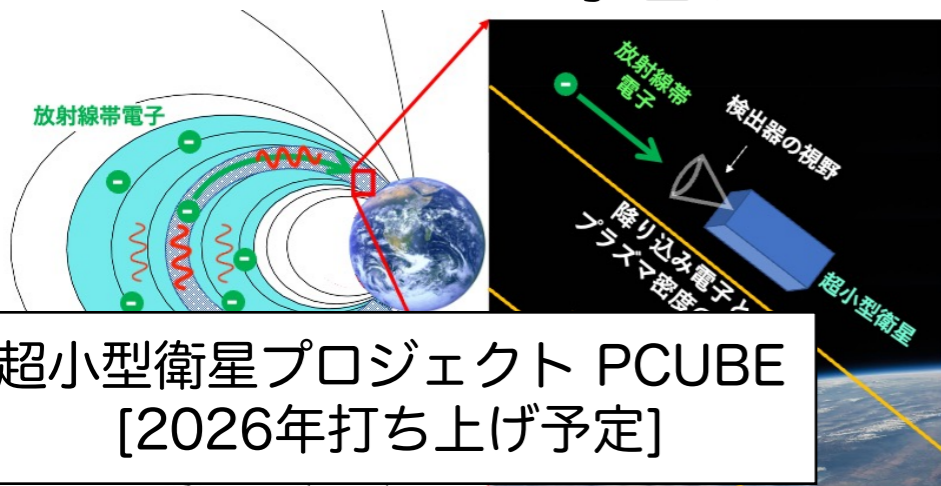 放射線帯電子
放射線帯
電子
検出器の視野
降り込み電子と
プラズマ密度の
超小型衛星
超小型衛星プロジェクト PCUBE
[2026年打ち上げ予定]